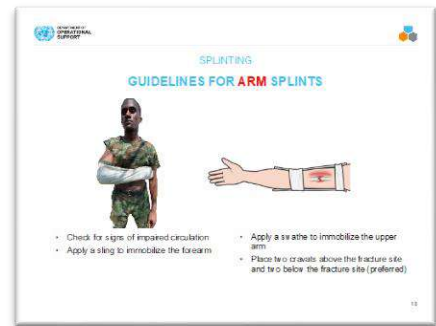 DEPARTMENT OF
OPERATIONAL
SUPPORT
SPLINTING
GUIDELINES FOR ARM SPLINTS
• Check for signs of impaired circulation
• Apply a sling to immobilize the forearm
• Apply a swathe to immobilize the upper
arm
• Place two cravats above the fracture site
and two below the fracture site (preferred)